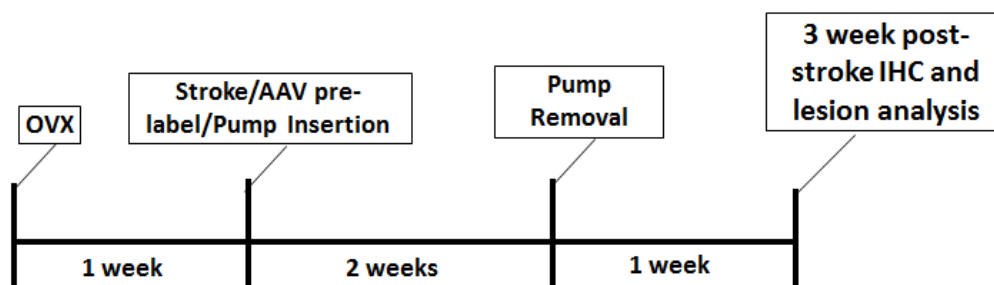 OVX
Stroke/AAV pre-
label/Pump Insertion
Pump
Removal
3 week post-
stroke IHC and
lesion analysis
1 week
2 weeks
1 week